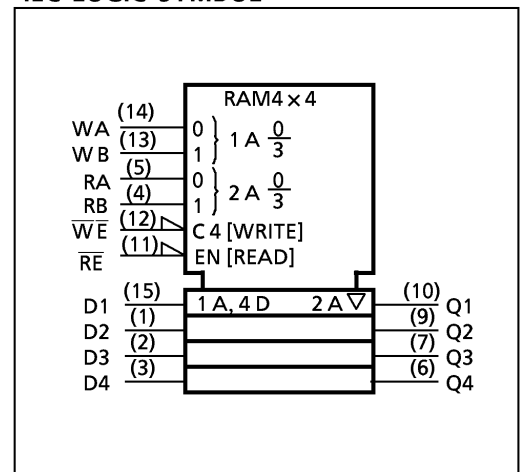 IEC LOGIC SYMBOL
RAM4×4
WA (14) 0 } 1A 0/3
WB (13) 1
RA (5) 0 } 2A 0/3
RB (4) 1
W̅E̅ (12) C4 [WRITE]
R̅E̅ (11) EN [READ]
D1 (15) 1A, 4D 2A▽ (10) Q1
D2 (1) (9) Q2
D3 (2) (7) Q3
D4 (3) (6) Q4